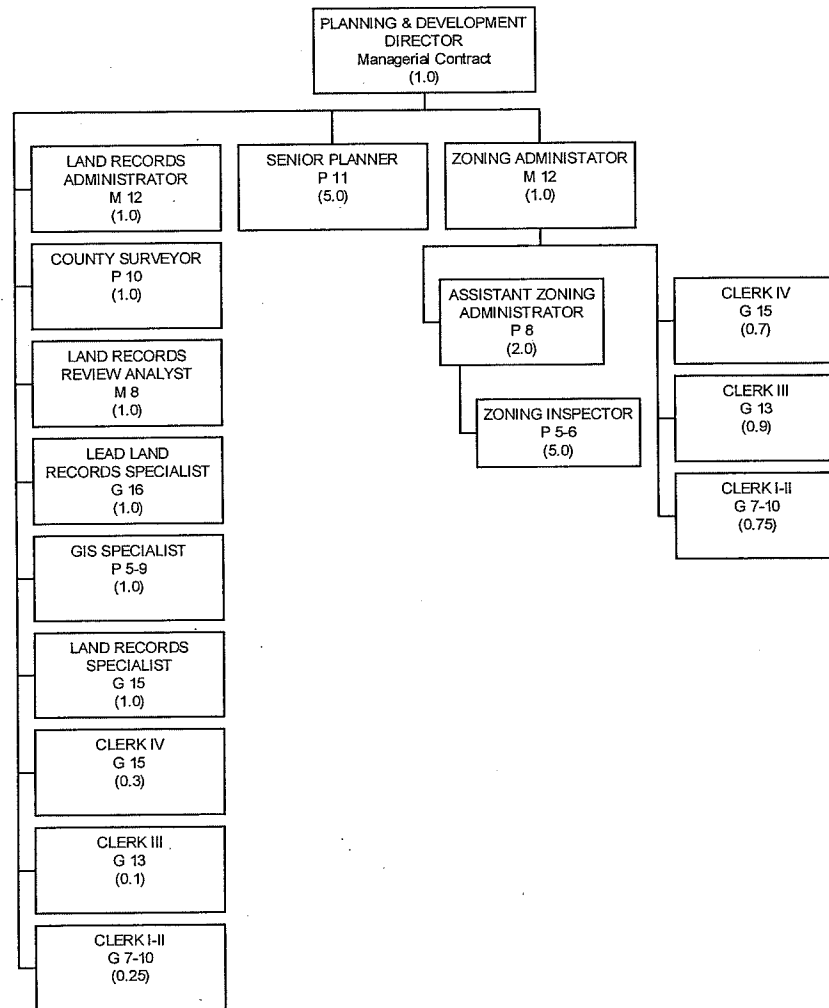 PLANNING & DEVELOPMENT
DIRECTOR
Managerial Contract
(1.0)
LAND RECORDS
ADMINISTRATOR
M 12
(1.0)
SENIOR PLANNER
P 11
(5.0)
ZONING ADMINISTATOR
M 12
(1.0)
COUNTY SURVEYOR
P 10
(1.0)
LAND RECORDS
REVIEW ANALYST
M 8
(1.0)
LEAD LAND
RECORDS SPECIALIST
G 16
(1.0)
GIS SPECIALIST
P 5-9
(1.0)
LAND RECORDS
SPECIALIST
G 15
(1.0)
CLERK IV
G 15
(0.3)
CLERK III
G 13
(0.1)
CLERK I-II
G 7-10
(0.25)
ASSISTANT ZONING
ADMINISTRATOR
P 8
(2.0)
ZONING INSPECTOR
P 5-6
(5.0)
CLERK IV
G 15
(0.7)
CLERK III
G 13
(0.9)
CLERK I-II
G 7-10
(0.75)